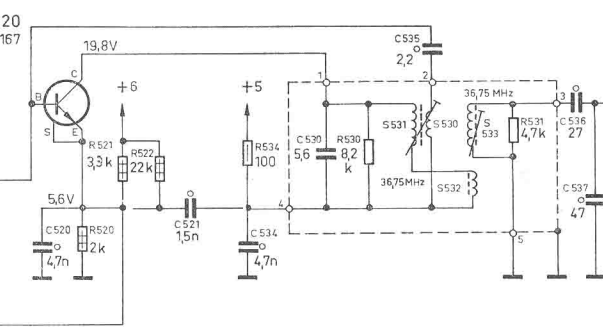 20
167
19,8V
C535
2,2
B
C
S
E
+6
+5
1
2
36,75 MHz
3
C536
27
R521
3,3k
R522
22k
R534
100
C530
5,6
R530
8,2
k
S531
S530
S
533
R531
4,7k
36,75MHz
S532
5,6V
C521
1,5n
4
C537
47
C520
4,7n
R520
2k
C534
4,7n
5